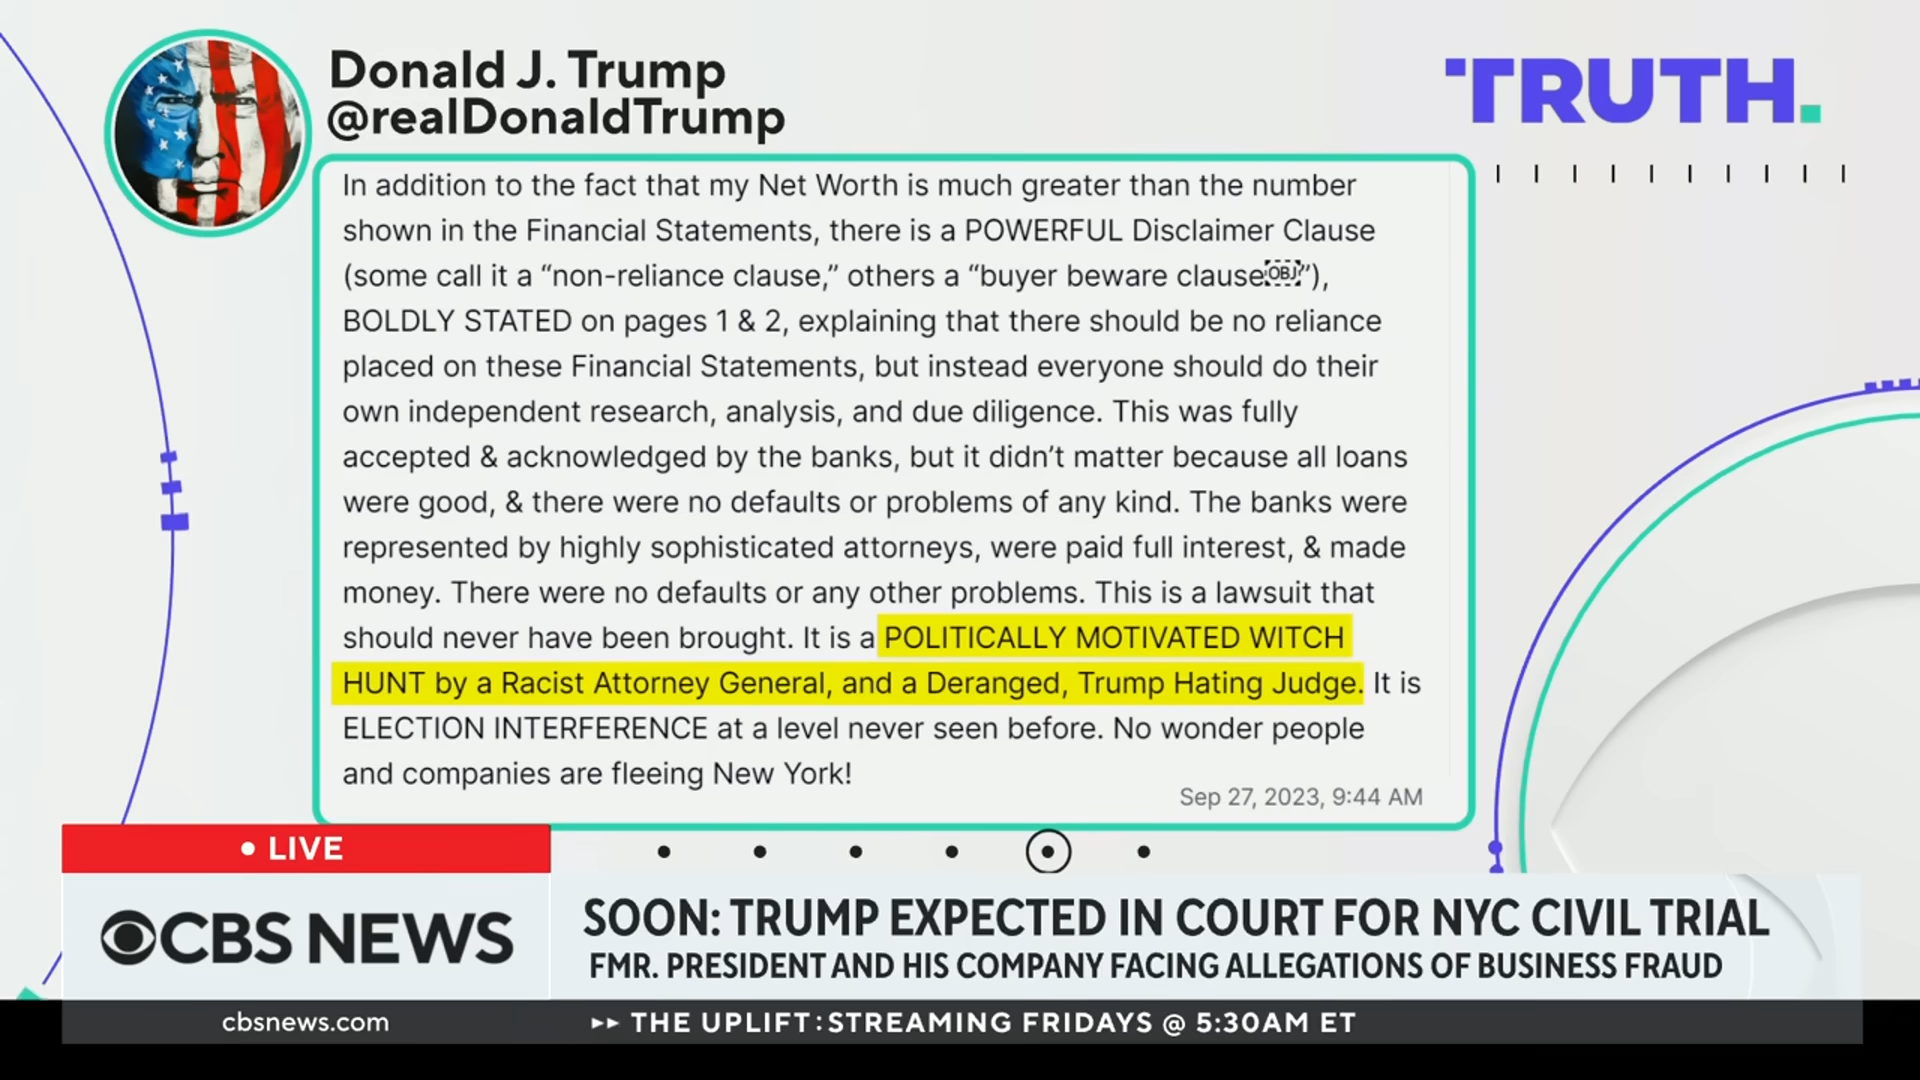 Donald J. Trump
@realDonaldTrump
TRUTH.
In addition to the fact that my Net Worth is much greater than the number
shown in the Financial Statements, there is a POWERFUL Disclaimer Clause
(some call it a “non-reliance clause,” others a “buyer beware clause￼”),
BOLDLY STATED on pages 1 & 2, explaining that there should be no reliance
placed on these Financial Statements, but instead everyone should do their
own independent research, analysis, and due diligence. This was fully
accepted & acknowledged by the banks, but it didn’t matter because all loans
were good, & there were no defaults or problems of any kind. The banks were
represented by highly sophisticated attorneys, were paid full interest, & made
money. There were no defaults or any other problems. This is a lawsuit that
should never have been brought. It is a POLITICALLY MOTIVATED WITCH
HUNT by a Racist Attorney General, and a Deranged, Trump Hating Judge. It is
ELECTION INTERFERENCE at a level never seen before. No wonder people
and companies are fleeing New York!
Sep 27, 2023, 9:44 AM
LIVE
CBS NEWS
SOON: TRUMP EXPECTED IN COURT FOR NYC CIVIL TRIAL
FMR. PRESIDENT AND HIS COMPANY FACING ALLEGATIONS OF BUSINESS FRAUD
cbsnews.com
THE UPLIFT: STREAMING FRIDAYS @ 5:30AM ET